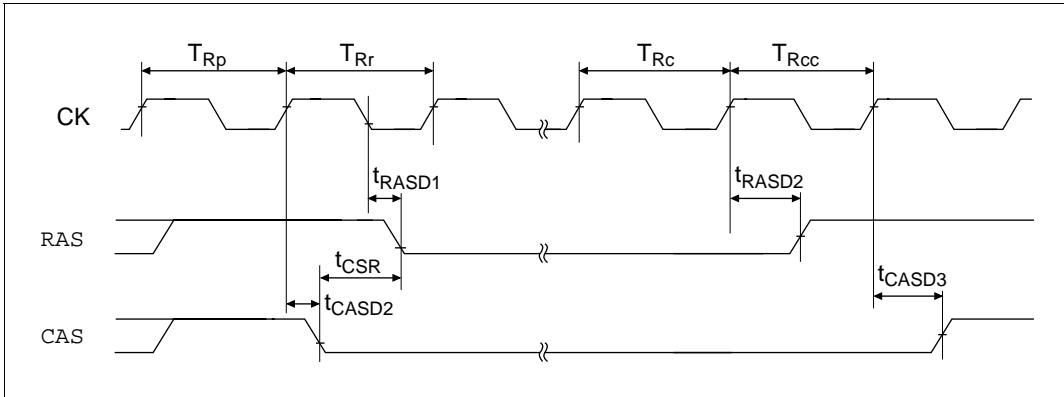 TRp TRr TRc TRcc
CK
tRASD1 tRASD2
RAS
tCSR
tCASD3
tCASD2
CAS